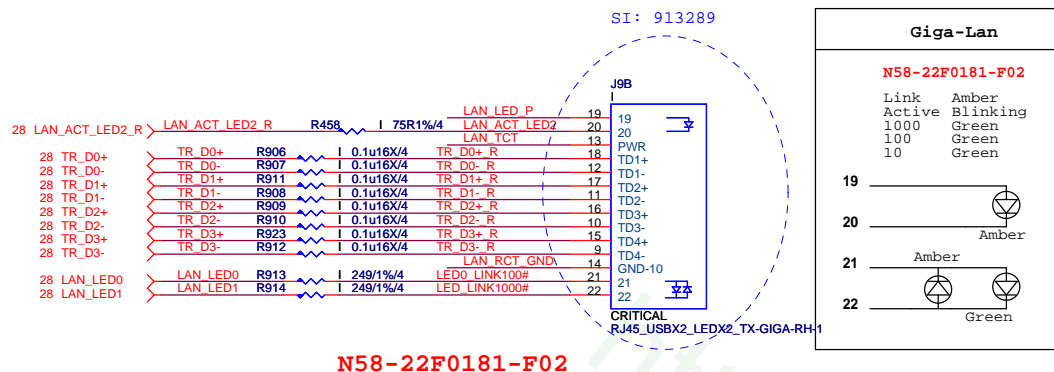 SI: 913289
Giga-Lan
N58-22F0181-F02
Link Amber
Active Blinking
1000 Green
100 Green
10 Green
J9B
LAN_LED_P 19 19
28 LAN_ACT_LED2_R LAN_ACT_LED2_R R458 75R1%/4 LAN_ACT_LED2 20 20
LAN_TCT 13 PWR
28 TR_D0+ TR_D0+ R906 0.1u16X/4 TR_D0+_R 18 TD1+
28 TR_D0- TR_D0- R907 0.1u16X/4 TR_D0-_R 12 TD1-
28 TR_D1+ TR_D1+ R911 0.1u16X/4 TR_D1+_R 17 TD2+
28 TR_D1- TR_D1- R908 0.1u16X/4 TR_D1-_R 11 TD2-
28 TR_D2+ TR_D2+ R909 0.1u16X/4 TR_D2+_R 16 TD3+
28 TR_D2- TR_D2- R910 0.1u16X/4 TR_D2-_R 10 TD3-
28 TR_D3+ TR_D3+ R923 0.1u16X/4 TR_D3+_R 15 TD4+
28 TR_D3- TR_D3- R912 0.1u16X/4 TR_D3-_R 9 TD4-
LAN_RCT_GND 14 GND-10
28 LAN_LED0 LAN_LED0 R913 249/1%/4 LED0_LINK100# 21 21
28 LAN_LED1 LAN_LED1 R914 249/1%/4 LED_LINK1000# 22 22
CRITICAL
RJ45_USBX2_LEDX2_TX-GIGA-RH-1
N58-22F0181-F02
19
20
Amber
21
Amber
22
Green